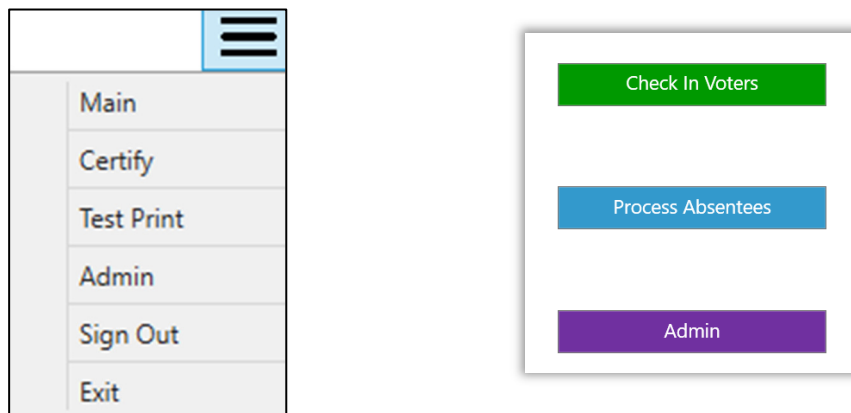 Main
Certify
Test Print
Admin
Sign Out
Exit
Check In Voters
Process Absentees
Admin